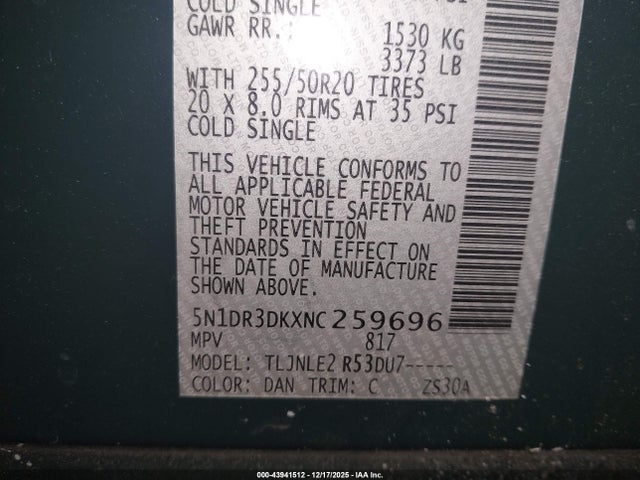 COLD SINGLE
GAWR RR.: 1530 KG
3373 LB
WITH 255/50R20 TIRES
20 X 8.0 RIMS AT 35 PSI
COLD SINGLE
THIS VEHICLE CONFORMS TO
ALL APPLICABLE FEDERAL
MOTOR VEHICLE SAFETY AND
THEFT PREVENTION
STANDARDS IN EFFECT ON
THE DATE OF MANUFACTURE
SHOWN ABOVE.
5N1DR3DKXNC259696
MPV 817
MODEL: TLJNLE2 R53DU7-----
COLOR: DAN TRIM: C ZS30A
000-43941512 - 12/17/2025 - IAA Inc.